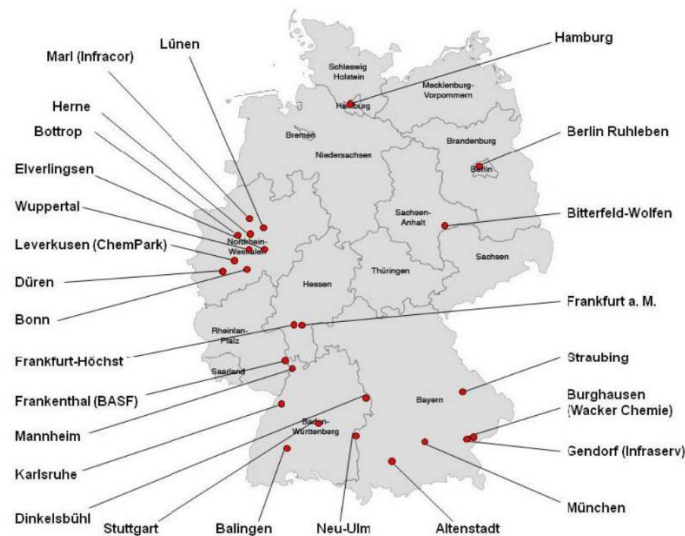 Lünen
Marl (Infracor)
Herne
Bottrop
Elverlingsen
Wuppertal
Leverkusen (ChemPark)
Düren
Bonn
Frankfurt-Höchst
Frankenthal (BASF)
Mannheim
Karlsruhe
Dinkelsbühl
Stuttgart
Balingen
Neu-Ulm
Altenstadt
Hamburg
Berlin Ruhleben
Bitterfeld-Wolfen
Frankfurt a. M.
Straubing
Burghausen
(Wacker Chemie)
Gendorf (Infraserv)
München
Schleswig
Holstein
Mecklenburg-
Vorpommern
Hamburg
Bremen
Niedersachsen
Brandenburg
Berlin
Sachsen-
Anhalt
Nordrhein-
Westfalen
Hessen
Thüringen
Sachsen
Rheinlan-
Pfalz
Saarland
Bayern
Baden-
Württemberg